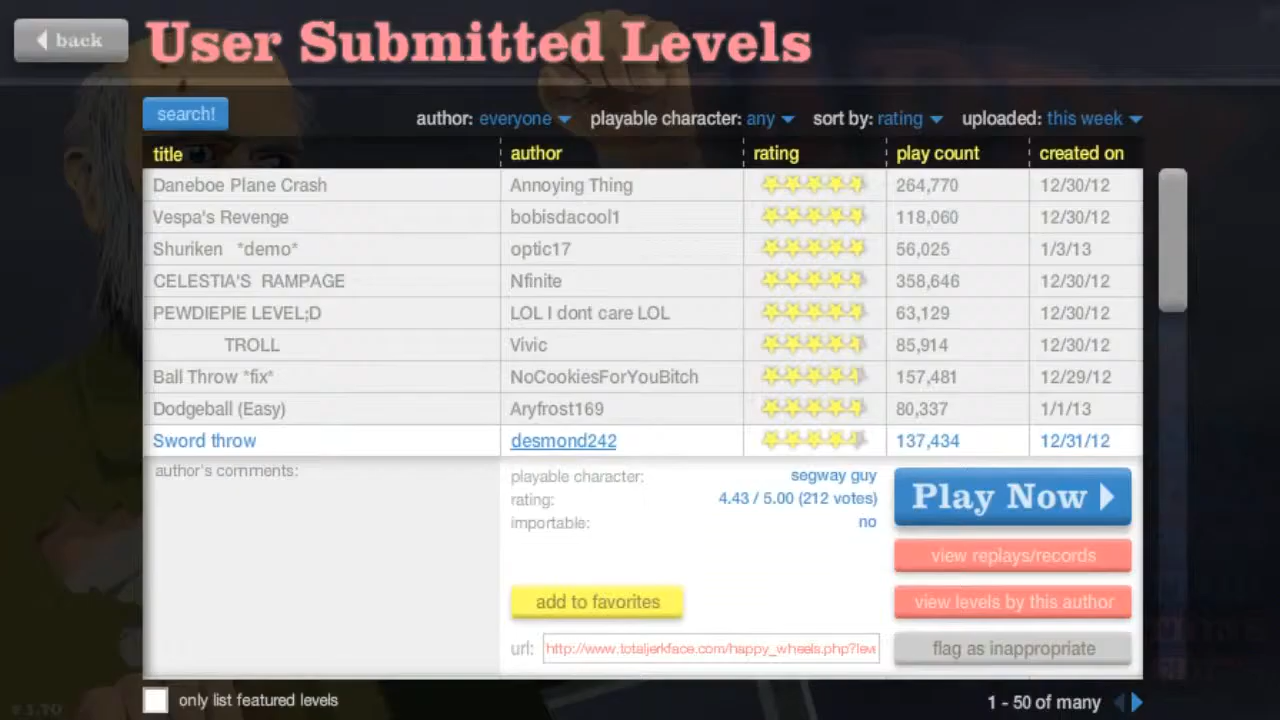 back
User Submitted Levels
search!
author: everyone playable character: any sort by: rating uploaded: this week
title author rating play count created on
Daneboe Plane Crash Annoying Thing 264,770 12/30/12
Vespa's Revenge bobisdacool1 118,060 12/30/12
Shuriken *demo* optic17 56,025 1/3/13
CELESTIA'S RAMPAGE Nfinite 358,646 12/30/12
PEWDIEPIE LEVEL;D LOL I dont care LOL 63,129 12/30/12
TROLL Vivic 85,914 12/30/12
Ball Throw *fix* NoCookiesForYouBitch 157,481 12/29/12
Dodgeball (Easy) Aryfrost169 80,337 1/1/13
Sword throw desmond242 137,434 12/31/12
author's comments:
playable character: segway guy
rating: 4.43 / 5.00 (212 votes)
importable: no
Play Now
view replays/records
add to favorites
view levels by this author
url: http://www.totaljerkface.com/happy_wheels.php?lev
flag as inappropriate
only list featured levels
1 - 50 of many